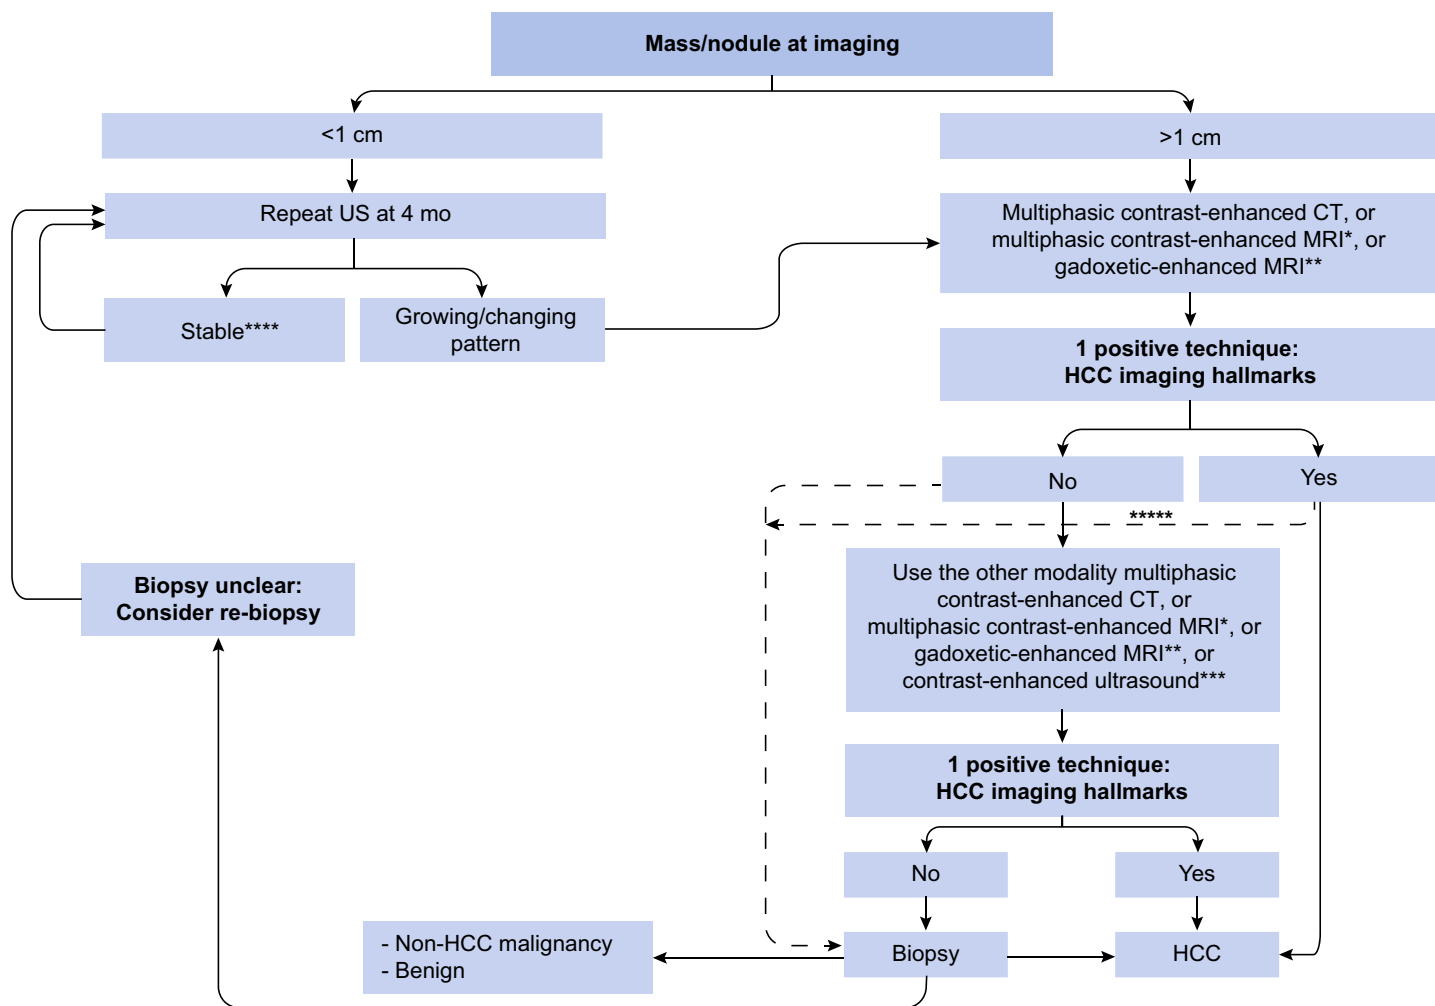 Mass/nodule at imaging
<1 cm
>1 cm
Repeat US at 4 mo
Multiphasic contrast-enhanced CT, or
multiphasic contrast-enhanced MRI*, or
gadoxetic-enhanced MRI**
Stable****
Growing/changing
pattern
1 positive technique:
HCC imaging hallmarks
No
Yes
*****
Use the other modality multiphasic
contrast-enhanced CT, or
multiphasic contrast-enhanced MRI*, or
gadoxetic-enhanced MRI**, or
contrast-enhanced ultrasound***
Biopsy unclear:
Consider re-biopsy
1 positive technique:
HCC imaging hallmarks
No
Yes
- Non-HCC malignancy
- Benign
Biopsy
HCC